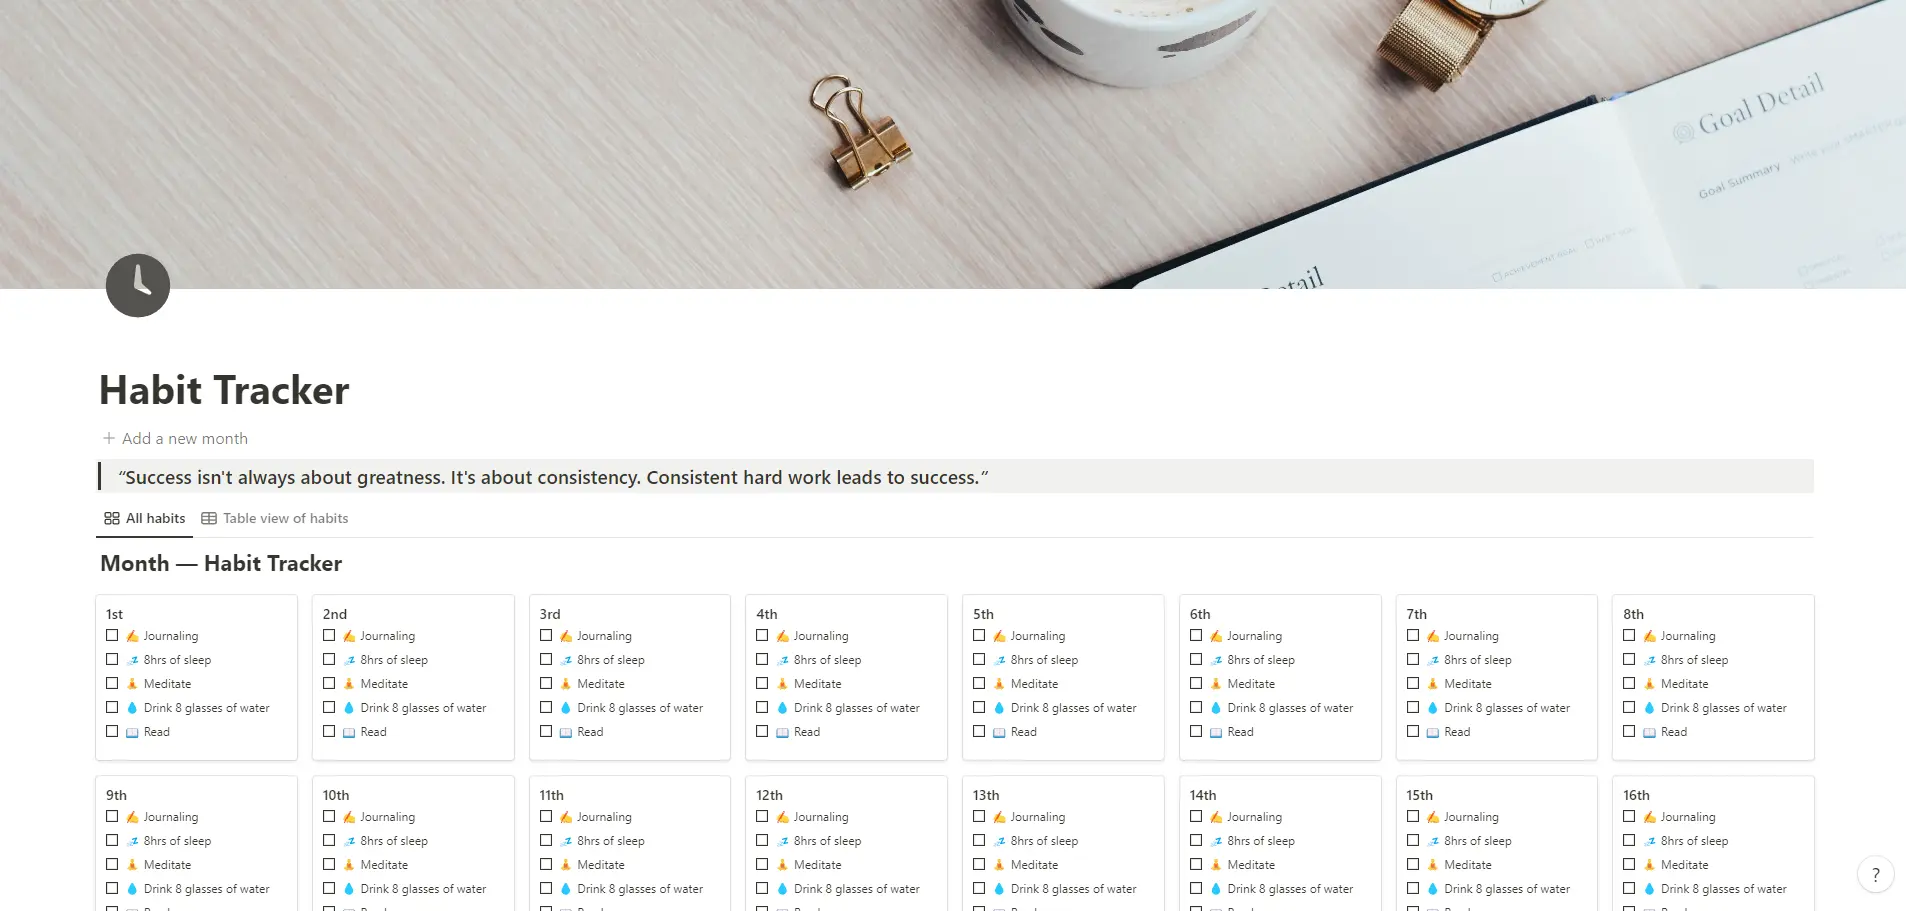 Goal Detail
Goal Summary
etail
Habit Tracker
+ Add a new month
“Success isn't always about greatness. It's about consistency. Consistent hard work leads to success.”
All habits Table view of habits
Month — Habit Tracker
1st 2nd 3rd 4th 5th 6th 7th 8th
Journaling Journaling Journaling Journaling Journaling Journaling Journaling Journaling
8hrs of sleep 8hrs of sleep 8hrs of sleep 8hrs of sleep 8hrs of sleep 8hrs of sleep 8hrs of sleep 8hrs of sleep
Meditate Meditate Meditate Meditate Meditate Meditate Meditate Meditate
Drink 8 glasses of water Drink 8 glasses of water Drink 8 glasses of water Drink 8 glasses of water Drink 8 glasses of water Drink 8 glasses of water Drink 8 glasses of water Drink 8 glasses of water
Read Read Read Read Read Read Read Read
9th 10th 11th 12th 13th 14th 15th 16th
Journaling Journaling Journaling Journaling Journaling Journaling Journaling Journaling
8hrs of sleep 8hrs of sleep 8hrs of sleep 8hrs of sleep 8hrs of sleep 8hrs of sleep 8hrs of sleep 8hrs of sleep
Meditate Meditate Meditate Meditate Meditate Meditate Meditate Meditate
Drink 8 glasses of water Drink 8 glasses of water Drink 8 glasses of water Drink 8 glasses of water Drink 8 glasses of water Drink 8 glasses of water Drink 8 glasses of water Drink 8 glasses of water
?